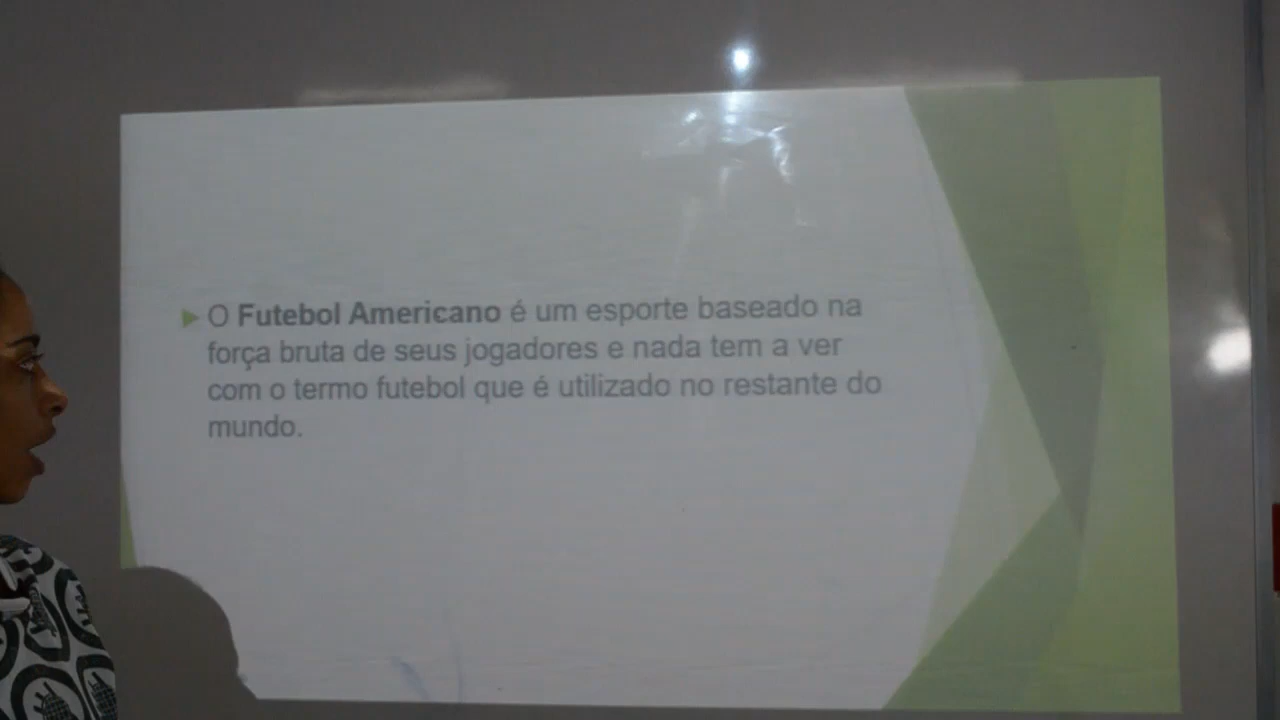 O Futebol Americano é um esporte baseado na
força bruta de seus jogadores e nada tem a ver
com o termo futebol que é utilizado no restante do
mundo.